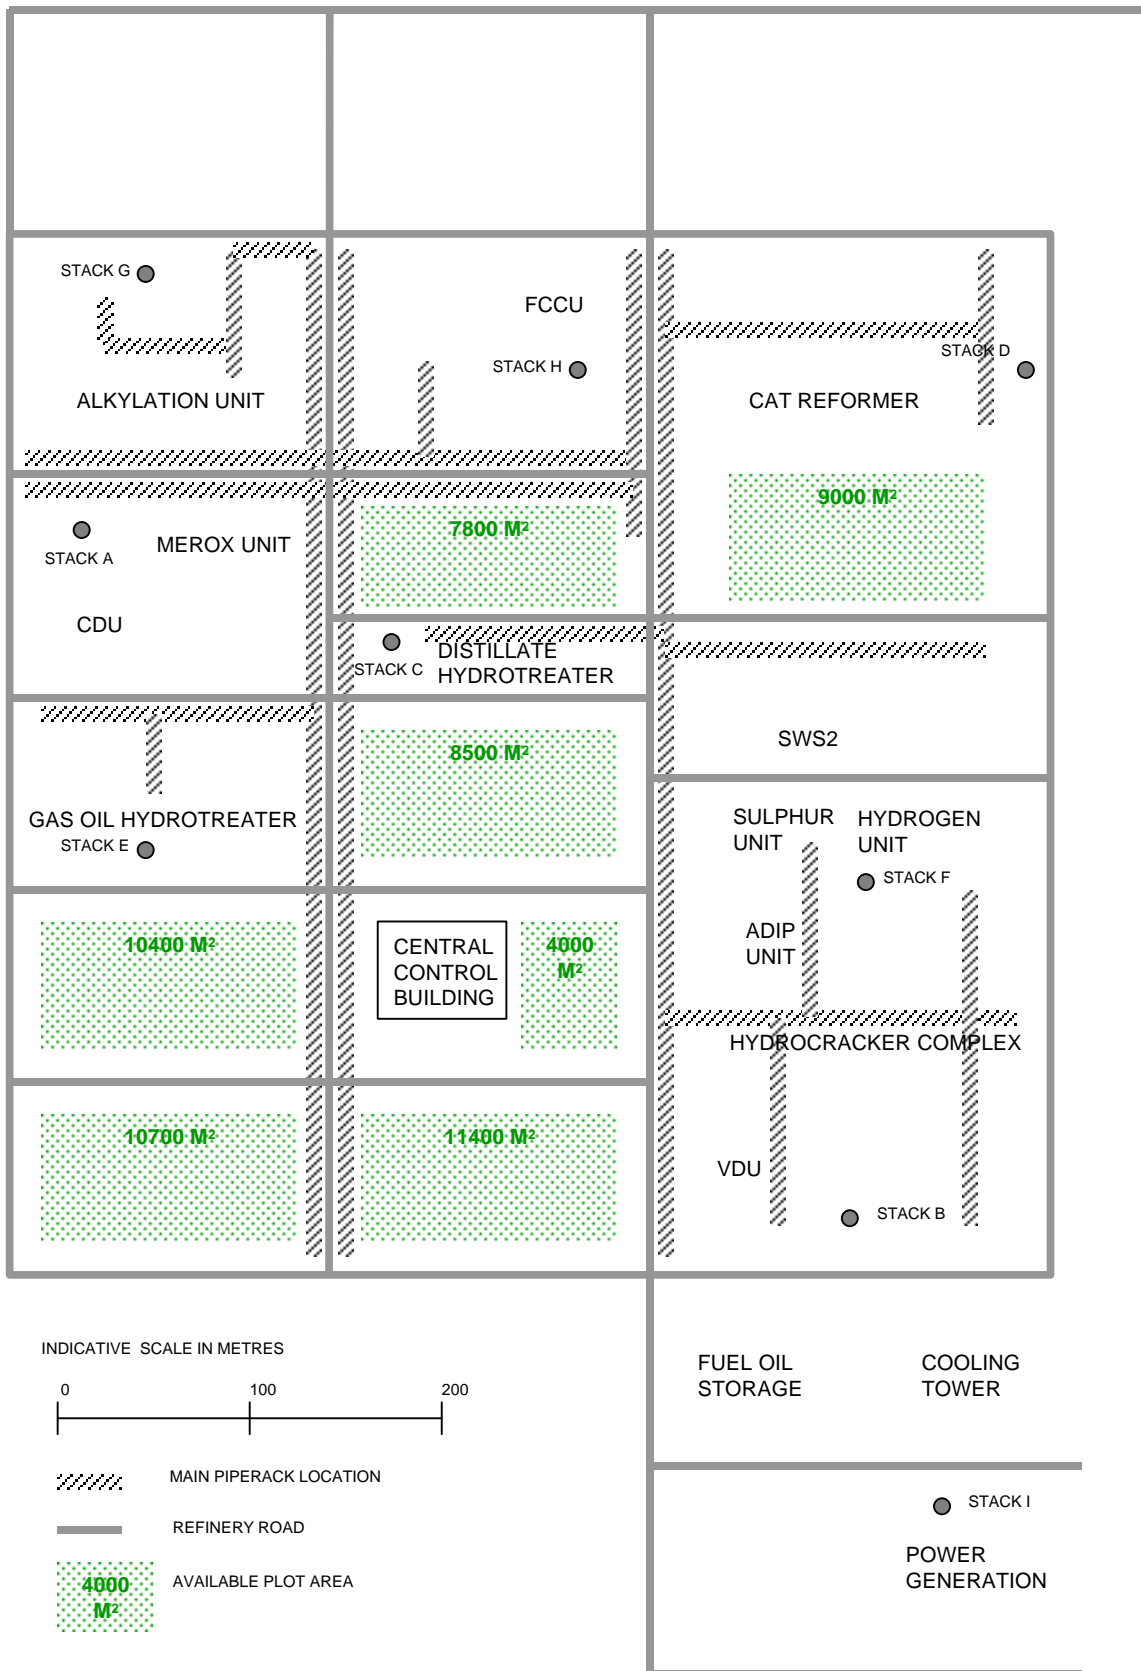 STACK G
FCCU
STACK H
STACK D
ALKYLATION UNIT
CAT REFORMER
9000 M²
7800 M²
STACK A
MEROX UNIT
CDU
STACK C
DISTILLATE
HYDROTREATER
SWS2
8500 M²
GAS OIL HYDROTREATER
STACK E
SULPHUR
UNIT
HYDROGEN
UNIT
STACK F
ADIP
UNIT
10400 M²
CENTRAL
CONTROL
BUILDING
4000
M²
HYDROCRACKER COMPLEX
10700 M²
11400 M²
VDU
STACK B
INDICATIVE SCALE IN METRES
0 100 200
FUEL OIL
STORAGE
COOLING
TOWER
MAIN PIPERACK LOCATION
REFINERY ROAD
4000
M²
AVAILABLE PLOT AREA
STACK I
POWER
GENERATION